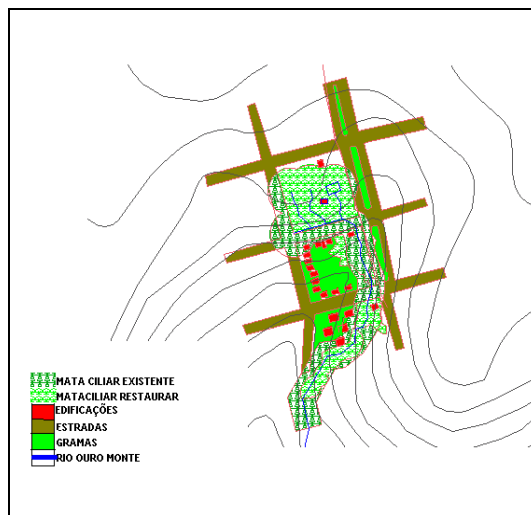 MATA CILIAR EXISTENTE
MATACILIAR RESTAURAR
EDIFICAÇÕES
ESTRADAS
GRAMAS
RIO OURO MONTE